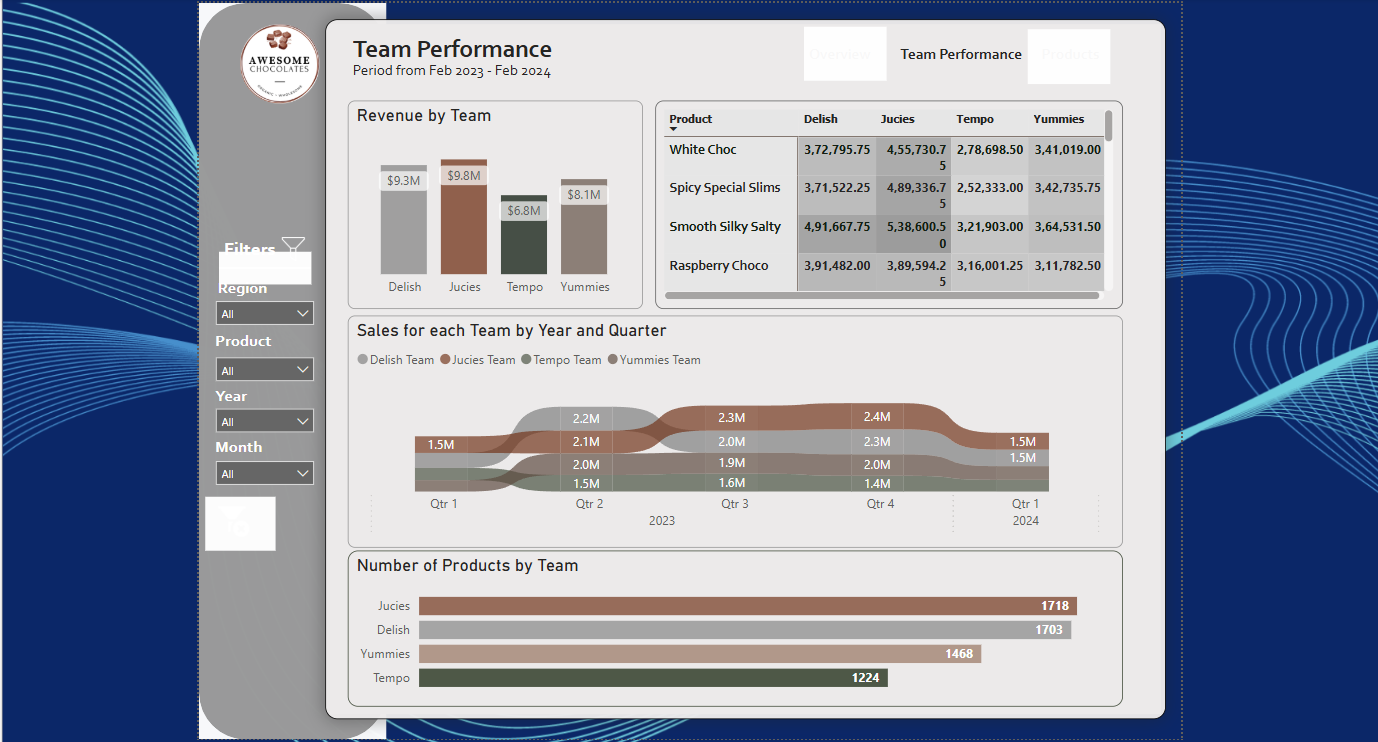 AWESOME
CHOCOLATES
Team Performance
Period from Feb 2023 - Feb 2024
Overview
Team Performance
Products
Filters
Region
All
Product
All
Year
All
Month
All
Revenue by Team
$9.3M
$9.8M
$6.8M
$8.1M
Delish Jucies Tempo Yummies
Product Delish Jucies Tempo Yummies
White Choc 3,72,795.75 4,55,730.75 2,78,698.50 3,41,019.00
Spicy Special Slims 3,71,522.25 4,89,336.75 2,52,333.00 3,42,735.75
Smooth Silky Salty 4,91,667.75 5,38,600.50 3,21,903.00 3,64,531.50
Raspberry Choco 3,91,482.00 3,89,594.25 3,16,001.25 3,11,782.50
Sales for each Team by Year and Quarter
Delish Team Jucies Team Tempo Team Yummies Team
1.5M
2.2M
2.1M
2.0M
1.5M
2.3M
2.0M
1.9M
1.6M
2.4M
2.3M
2.0M
1.4M
1.5M
1.5M
Qtr 1 Qtr 2 Qtr 3 Qtr 4 Qtr 1
2023 2024
Number of Products by Team
Jucies 1718
Delish 1703
Yummies 1468
Tempo 1224